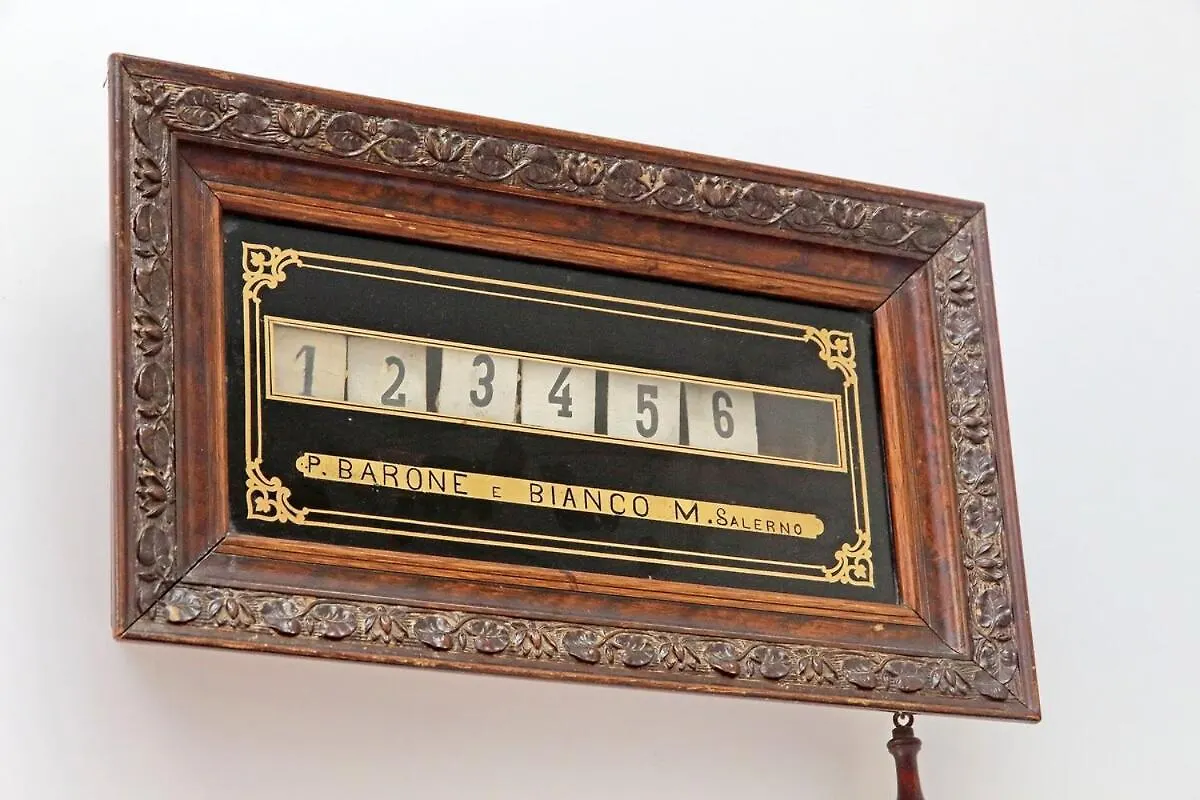 1 2 3 4 5 6
P. BARONE E BIANCO M. SALERNO